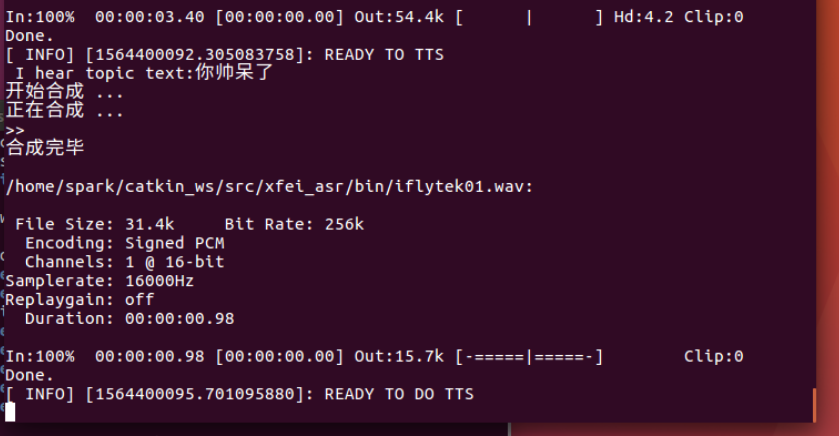 In:100%  00:00:03.40 [00:00:00.00] Out:54.4k [      |      ] Hd:4.2 Clip:0
Done.
[ INFO] [1564400092.305083758]: READY TO TTS
 I hear topic text:你帅呆了
开始合成 ...
正在合成 ...
>>
合成完毕
/home/spark/catkin_ws/src/xfei_asr/bin/iflytek01.wav:
 File Size: 31.4k     Bit Rate: 256k
  Encoding: Signed PCM
  Channels: 1 @ 16-bit
Samplerate: 16000Hz
Replaygain: off
  Duration: 00:00:00.98
In:100%  00:00:00.98 [00:00:00.00] Out:15.7k [-=====|=====-]        Clip:0
Done.
[ INFO] [1564400095.701095880]: READY TO DO TTS